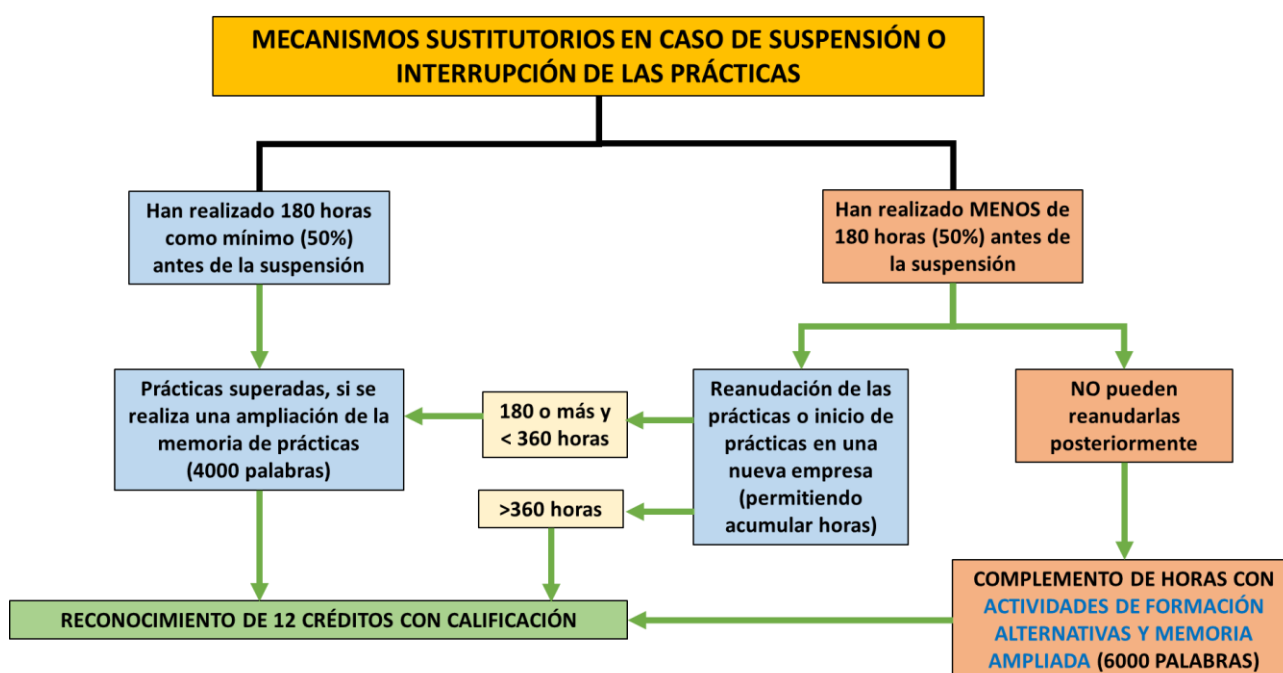 MECANISMOS SUSTITUTORIOS EN CASO DE SUSPENSIÓN O
INTERRUPCIÓN DE LAS PRÁCTICAS
Han realizado 180 horas
como mínimo (50%)
antes de la suspensión
Han realizado MENOS de
180 horas (50%) antes de
la suspensión
Prácticas superadas, si se
realiza una ampliación de la
memoria de prácticas
(4000 palabras)
180 o más y
< 360 horas
>360 horas
Reanudación de las
prácticas o inicio de
prácticas en una
nueva empresa
(permitiendo
acumular horas)
NO pueden
reanudarlas
posteriormente
RECONOCIMIENTO DE 12 CRÉDITOS CON CALIFICACIÓN
COMPLEMENTO DE HORAS CON
ACTIVIDADES DE FORMACIÓN
ALTERNATIVAS Y MEMORIA
AMPLIADA (6000 PALABRAS)